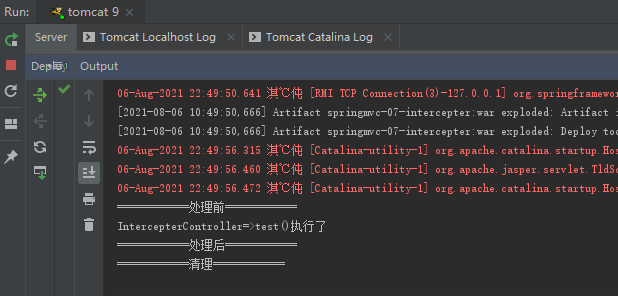 Run: tomcat 9
Server Tomcat Localhost Log Tomcat Catalina Log
Output
06-Aug-2021 22:49:50.641 淇℃伅 [RMI TCP Connection(3)-127.0.0.1] org.springframewo
[2021-08-06 10:49:50,666] Artifact springmvc-07-intercepter:war exploded: Artifact i
[2021-08-06 10:49:50,666] Artifact springmvc-07-intercepter:war exploded: Deploy too
06-Aug-2021 22:49:56.315 淇℃伅 [Catalina-utility-1] org.apache.catalina.startup.Hos
06-Aug-2021 22:49:56.460 淇℃伅 [Catalina-utility-1] org.apache.jasper.servlet.TldSc
06-Aug-2021 22:49:56.472 淇℃伅 [Catalina-utility-1] org.apache.catalina.startup.Hos
==========处理前==========
IntercepterController=>test()执行了
==========处理后==========
==========清理==========